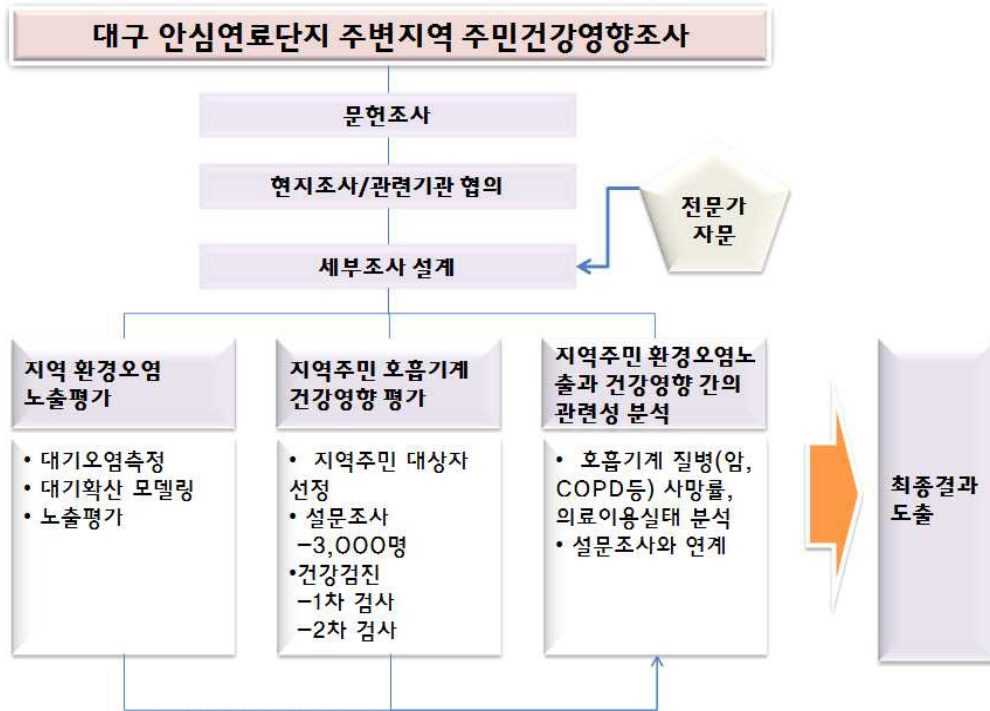 대구 안심연료단지 주변지역 주민건강영향조사
문헌조사
현지조사/관련기관 협의
전문가
자문
세부조사 설계
지역 환경오염
노출평가
• 대기오염측정
• 대기확산 모델링
• 노출평가
지역주민 호흡기계
건강영향 평가
• 지역주민 대상자
선정
• 설문조사
-3,000명
•건강검진
-1차 검사
-2차 검사
지역주민 환경오염노
출과 건강영향 간의
관련성 분석
• 호흡기계 질병(암,
COPD등) 사망률,
의료이용실태 분석
• 설문조사와 연계
최종결과
도출